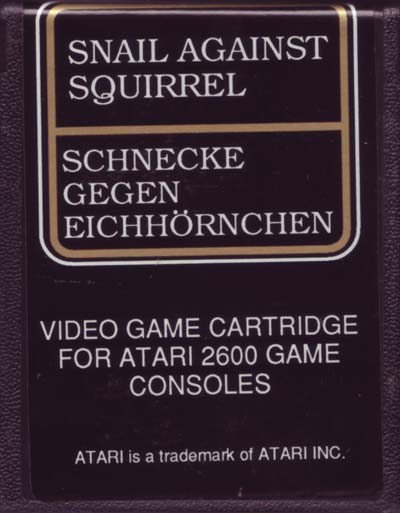 SNAIL AGAINST
SQUIRREL
SCHNECKE
GEGEN
EICHHÖRNCHEN
VIDEO GAME CARTRIDGE
FOR ATARI 2600 GAME
CONSOLES
ATARI is a trademark of ATARI INC.